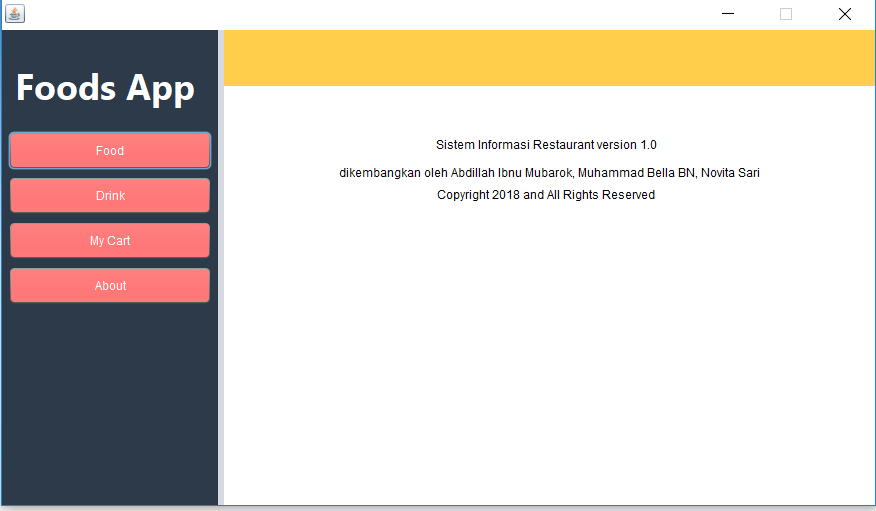 Foods App
Food
Drink
My Cart
About
Sistem Informasi Restaurant version 1.0
dikembangkan oleh Abdillah Ibnu Mubarok, Muhammad Bella BN, Novita Sari
Copyright 2018 and All Rights Reserved